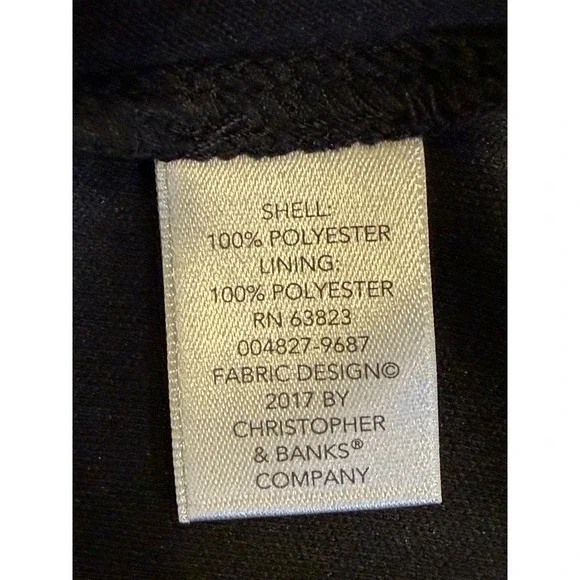 SHELL:
100% POLYESTER
LINING:
100% POLYESTER
RN 63823
004827-9687
FABRIC DESIGN©
2017 BY
CHRISTOPHER
& BANKS®
COMPANY